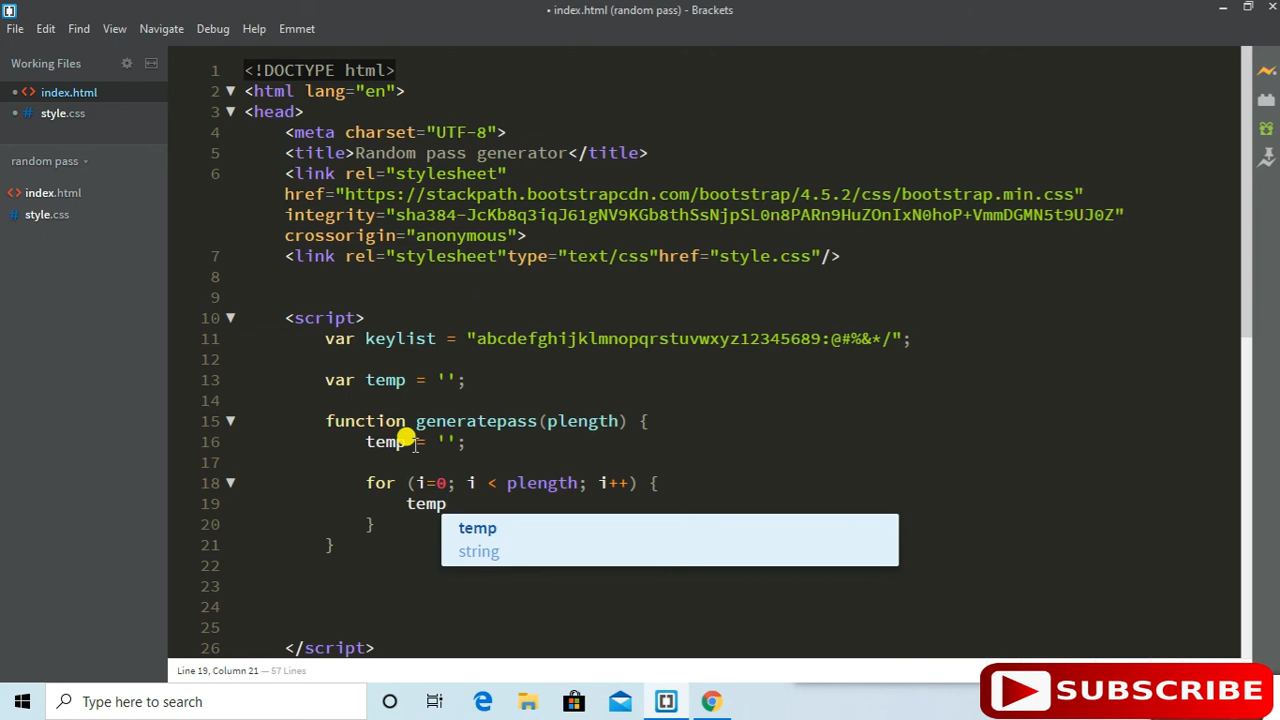 • index.html (random pass) - Brackets
File Edit Find View Navigate Debug Help Emmet
Working Files
• <> index.html
• # style.css
random pass
<> index.html
# style.css
1 <!DOCTYPE html>
2 <html lang="en">
3 <head>
4 <meta charset="UTF-8">
5 <title>Random pass generator</title>
6 <link rel="stylesheet"
href="https://stackpath.bootstrapcdn.com/bootstrap/4.5.2/css/bootstrap.min.css"
integrity="sha384-JcKb8q3iqJ61gNV9KGb8thSsNjpSL0n8PARn9HuZOnIxN0hoP+VmmDGMN5t9UJ0Z"
crossorigin="anonymous">
7 <link rel="stylesheet"type="text/css"href="style.css"/>
8
9
10 <script>
11 var keylist = "abcdefghijklmnopqrstuvwxyz12345689:@#%&*/";
12
13 var temp = '';
14
15 function generatepass(plength) {
16 temp = '';
17
18 for (i=0; i < plength; i++) {
19 temp
20 }
21 }
22
23
24
25
26 </script>
temp
string
Line 19, Column 21 — 57 Lines
Type here to search
SUBSCRIBE